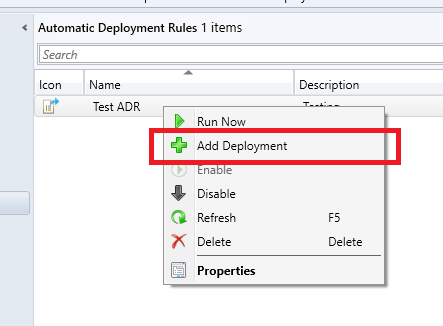 Automatic Deployment Rules 1 items
Search
Icon Name Description
Test ADR Testing
Run Now
Add Deployment
Enable
Disable
Refresh F5
Delete Delete
Properties